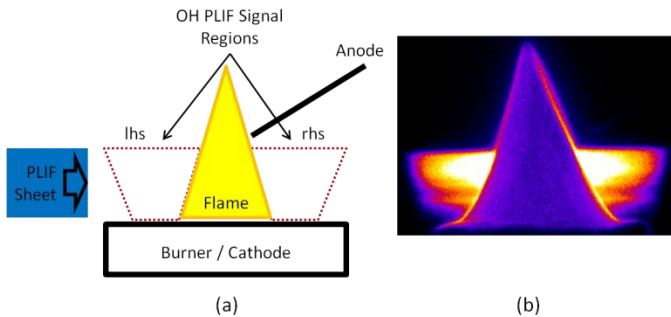 OH PLIF Signal
Regions
Anode
lhs
rhs
PLIF
Sheet
Flame
Burner / Cathode
(a)
(b)